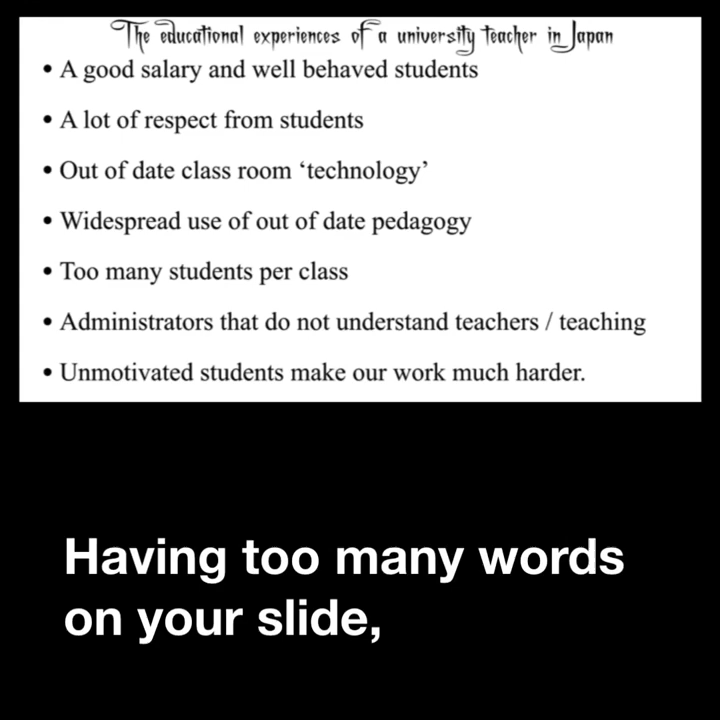 The educational experiences of a university teacher in Japan
• A good salary and well behaved students
• A lot of respect from students
• Out of date class room ‘technology’
• Widespread use of out of date pedagogy
• Too many students per class
• Administrators that do not understand teachers / teaching
• Unmotivated students make our work much harder.
Having too many words
on your slide,